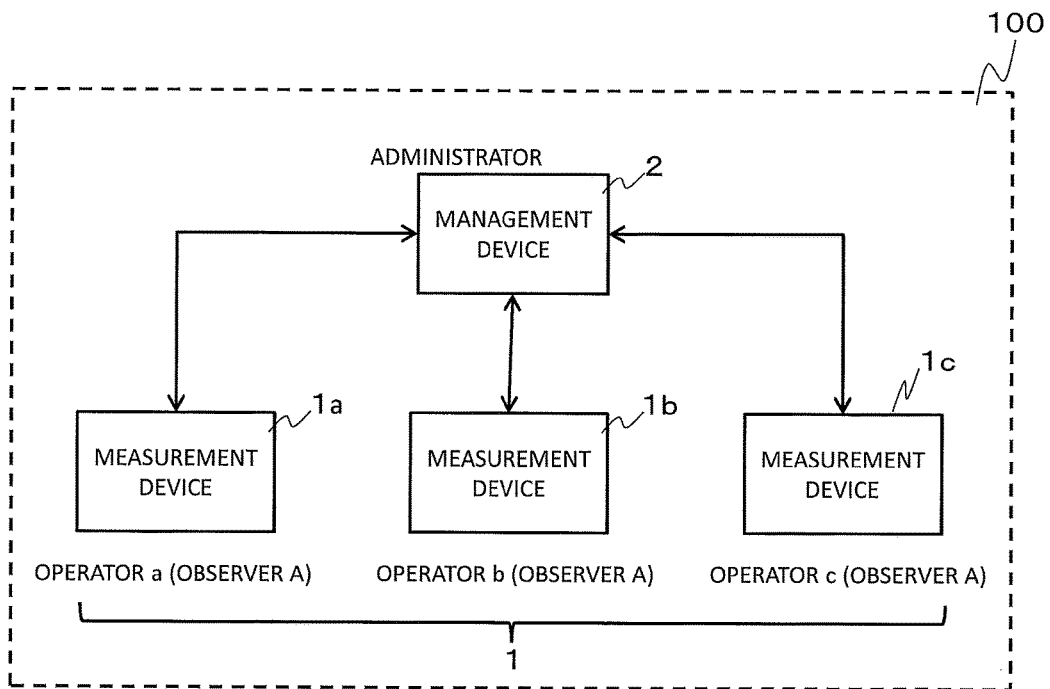 100
ADMINISTRATOR
2
MANAGEMENT
DEVICE
1a
MEASUREMENT
DEVICE
1b
MEASUREMENT
DEVICE
1c
MEASUREMENT
DEVICE
OPERATOR a (OBSERVER A)
OPERATOR b (OBSERVER A)
OPERATOR c (OBSERVER A)
1